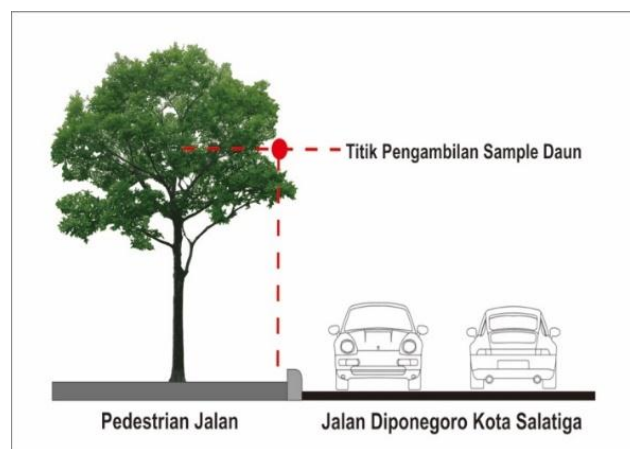 Titik Pengambilan Sample Daun
Pedestrian Jalan
Jalan Diponegoro Kota Salatiga